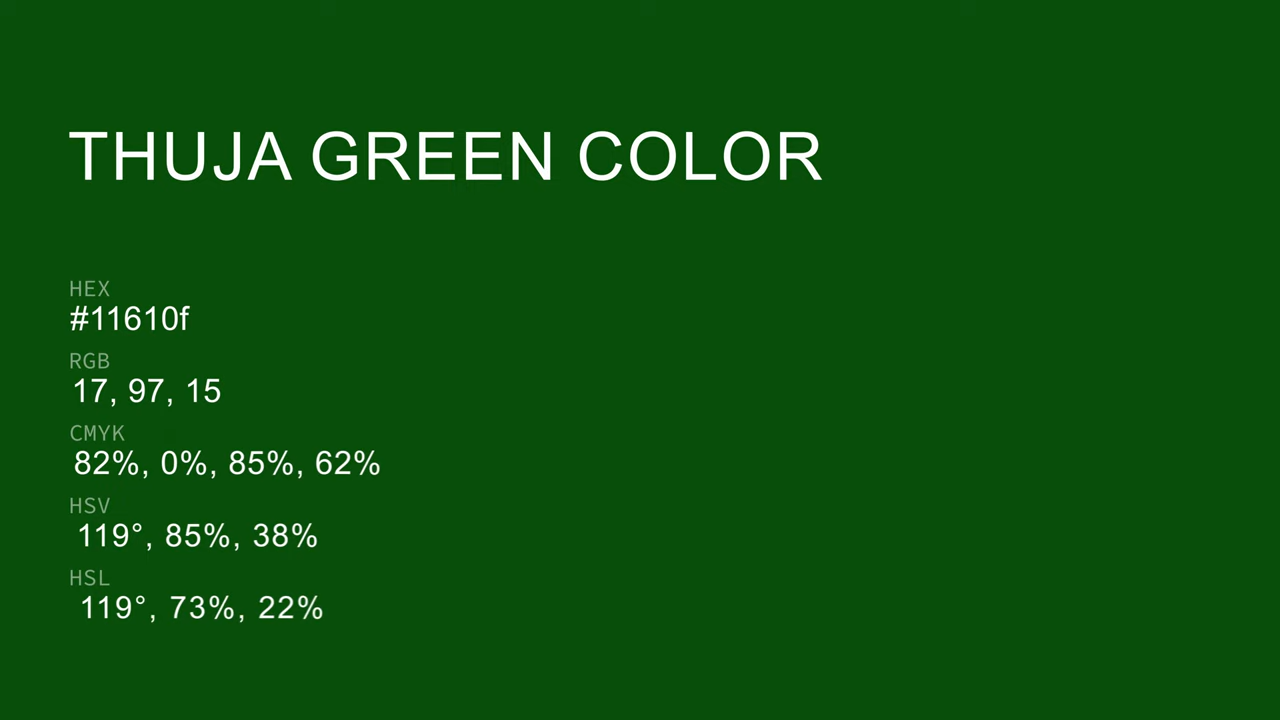 THUJA GREEN COLOR
HEX
#11610f
RGB
17, 97, 15
CMYK
82%, 0%, 85%, 62%
HSV
119°, 85%, 38%
HSL
119°, 73%, 22%